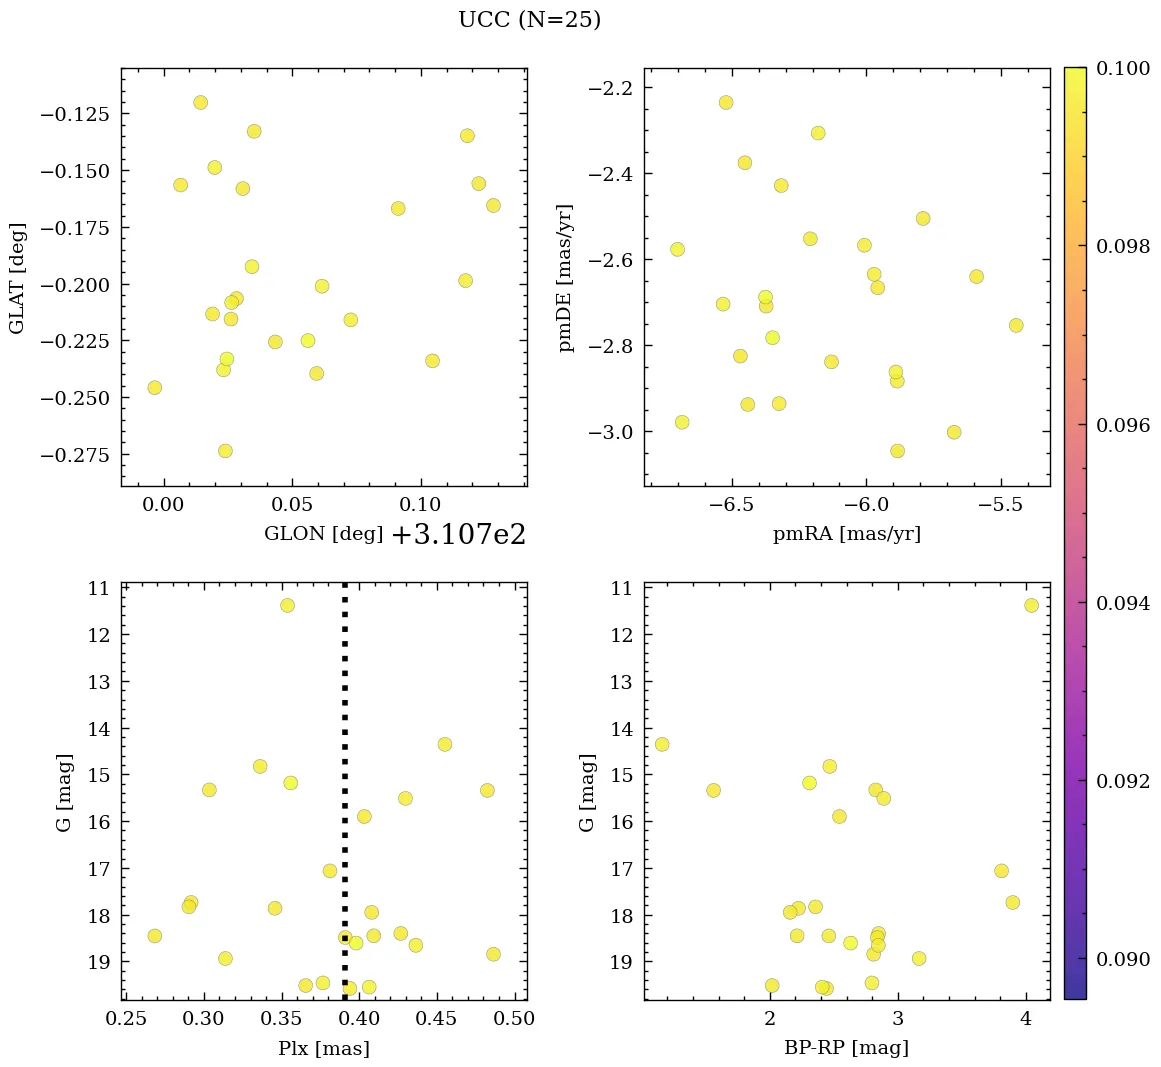 UCC (N=25)
−0.125
−0.150
−0.175
−0.200
−0.225
−0.250
−0.275
GLAT [deg]
0.00 0.05 0.10
GLON [deg] +3.107e2
−2.2
−2.4
−2.6
−2.8
−3.0
pmDE [mas/yr]
−6.5 −6.0 −5.5
pmRA [mas/yr]
0.100
0.098
0.096
0.094
0.092
0.090
11
12
13
14
15
16
17
18
19
G [mag]
0.25 0.30 0.35 0.40 0.45 0.50
Plx [mas]
11
12
13
14
15
16
17
18
19
G [mag]
2 3 4
BP-RP [mag]